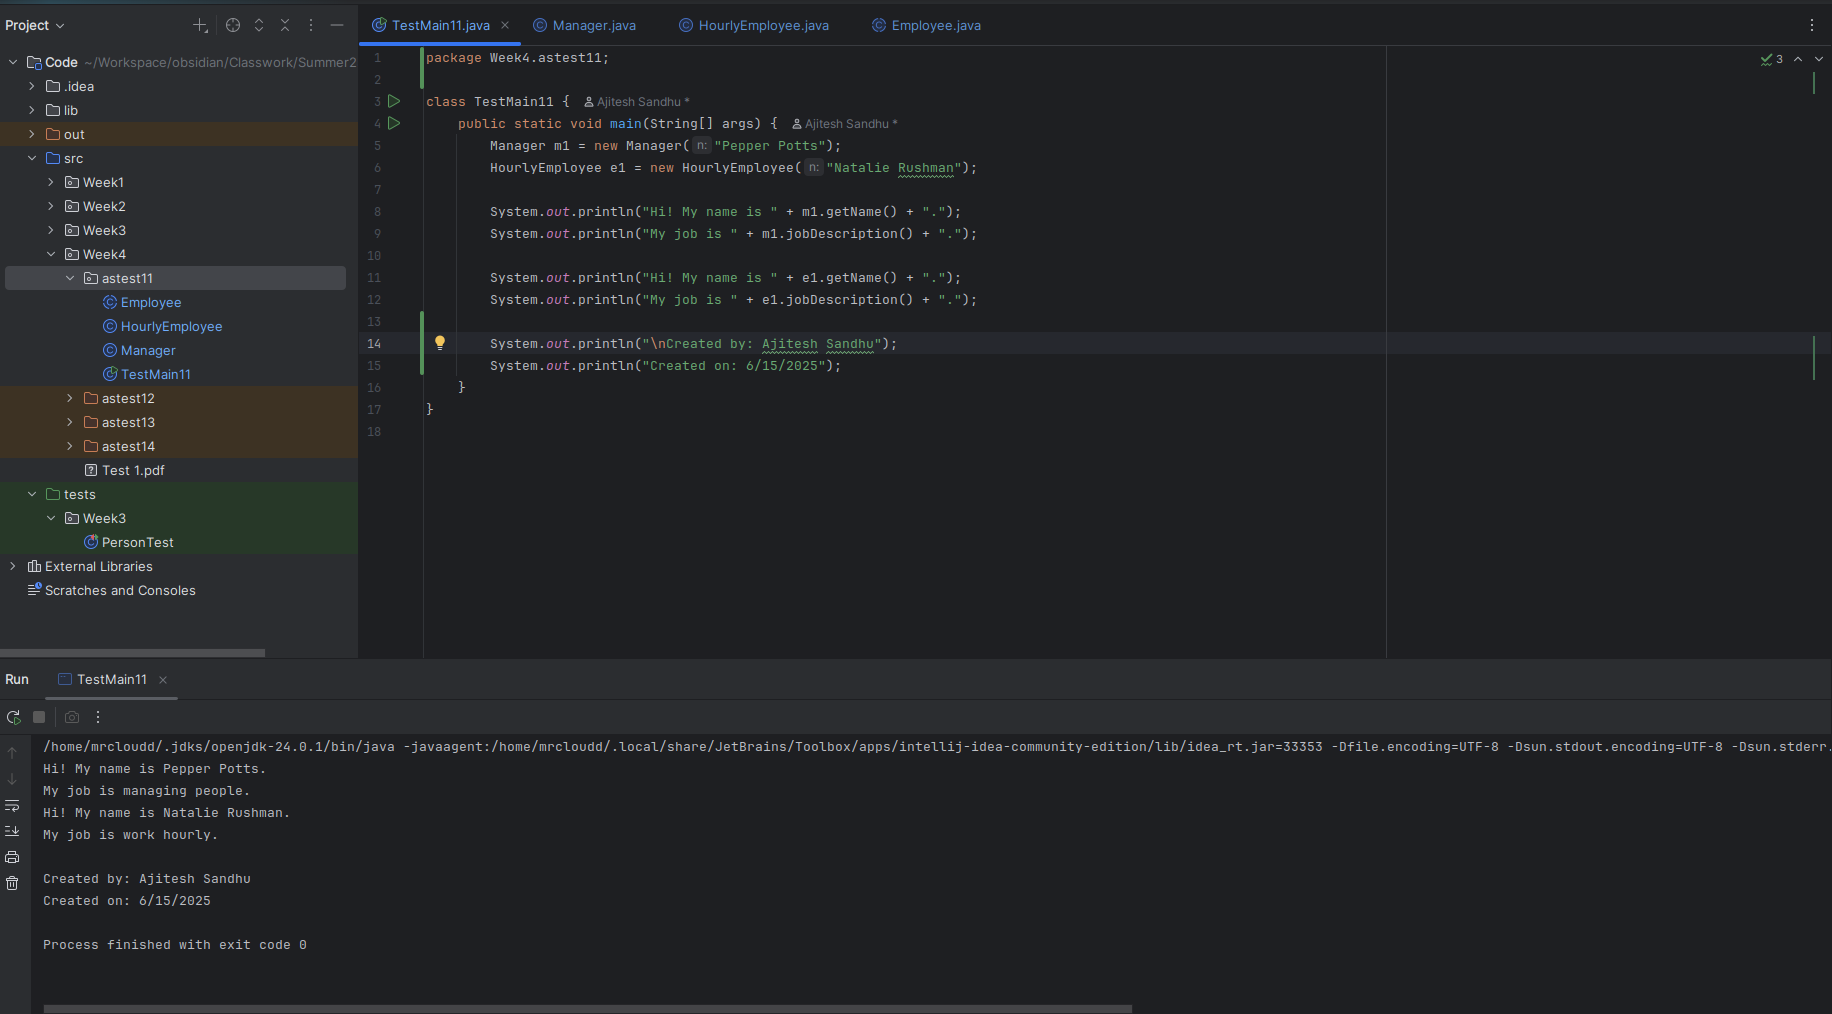 Project
Code ~/Workspace/obsidian/Classwork/Summer2
.idea
lib
out
src
Week1
Week2
Week3
Week4
astest11
Employee
HourlyEmployee
Manager
TestMain11
astest12
astest13
astest14
Test 1.pdf
tests
Week3
PersonTest
External Libraries
Scratches and Consoles
TestMain11.java Manager.java HourlyEmployee.java Employee.java
3
1 package Week4.astest11;
2
3 class TestMain11 { Ajitesh Sandhu *
4 public static void main(String[] args) { Ajitesh Sandhu *
5 Manager m1 = new Manager( n: "Pepper Potts");
6 HourlyEmployee e1 = new HourlyEmployee( n: "Natalie Rushman");
7
8 System.out.println("Hi! My name is " + m1.getName() + ".");
9 System.out.println("My job is " + m1.jobDescription() + ".");
10
11 System.out.println("Hi! My name is " + e1.getName() + ".");
12 System.out.println("My job is " + e1.jobDescription() + ".");
13
14 System.out.println("\nCreated by: Ajitesh Sandhu");
15 System.out.println("Created on: 6/15/2025");
16 }
17 }
18
Run TestMain11
/home/mrcloudd/.jdks/openjdk-24.0.1/bin/java -javaagent:/home/mrcloudd/.local/share/JetBrains/Toolbox/apps/intellij-idea-community-edition/lib/idea_rt.jar=33353 -Dfile.encoding=UTF-8 -Dsun.stdout.encoding=UTF-8 -Dsun.stderr.
Hi! My name is Pepper Potts.
My job is managing people.
Hi! My name is Natalie Rushman.
My job is work hourly.
Created by: Ajitesh Sandhu
Created on: 6/15/2025
Process finished with exit code 0